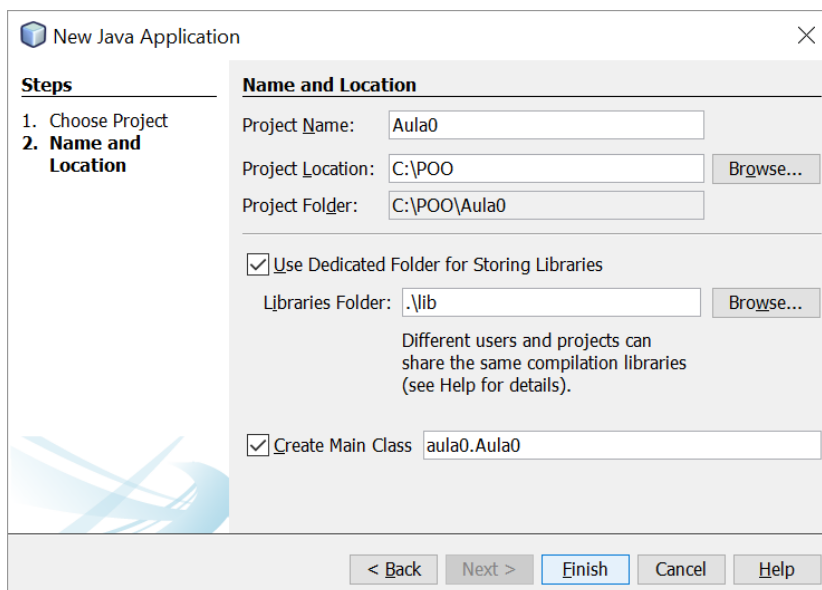 New Java Application
Steps
1. Choose Project
2. Name and
Location
Name and Location
Project Name: Aula0
Project Location: C:\POO Browse...
Project Folder: C:\POO\Aula0
Use Dedicated Folder for Storing Libraries
Libraries Folder: .\lib Browse...
Different users and projects can
share the same compilation libraries
(see Help for details).
Create Main Class aula0.Aula0
< Back Next > Finish Cancel Help